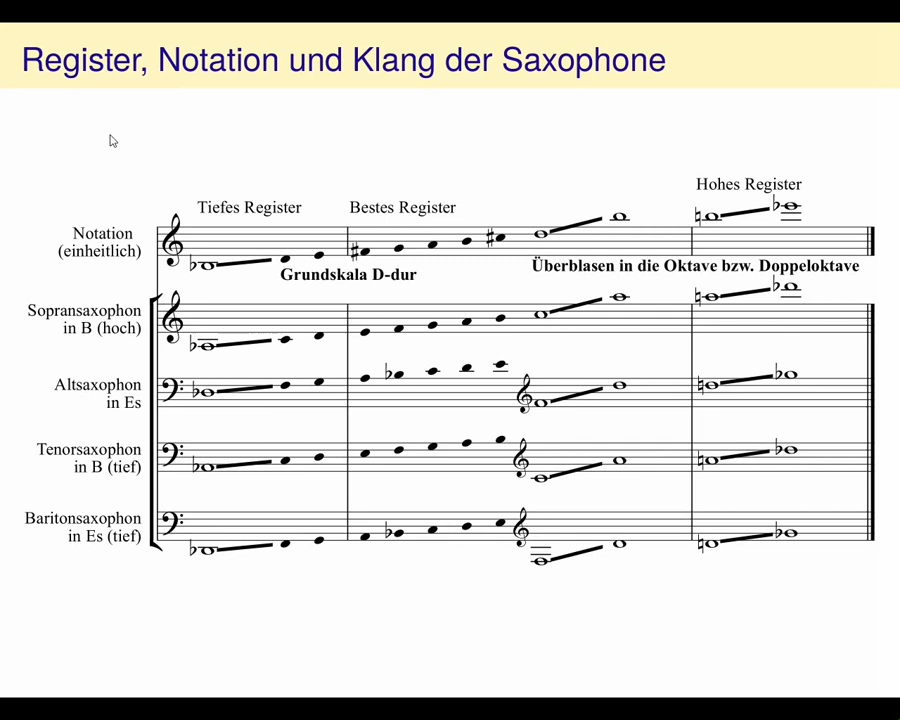 Register, Notation und Klang der Saxophone
Hohes Register
Tiefes Register
Bestes Register
Notation
(einheitlich)
Grundskala D-dur
Überblasen in die Oktave bzw. Doppeloktave
Sopransaxophon
in B (hoch)
Altsaxophon
in Es
Tenorsaxophon
in B (tief)
Baritonsaxophon
in Es (tief)